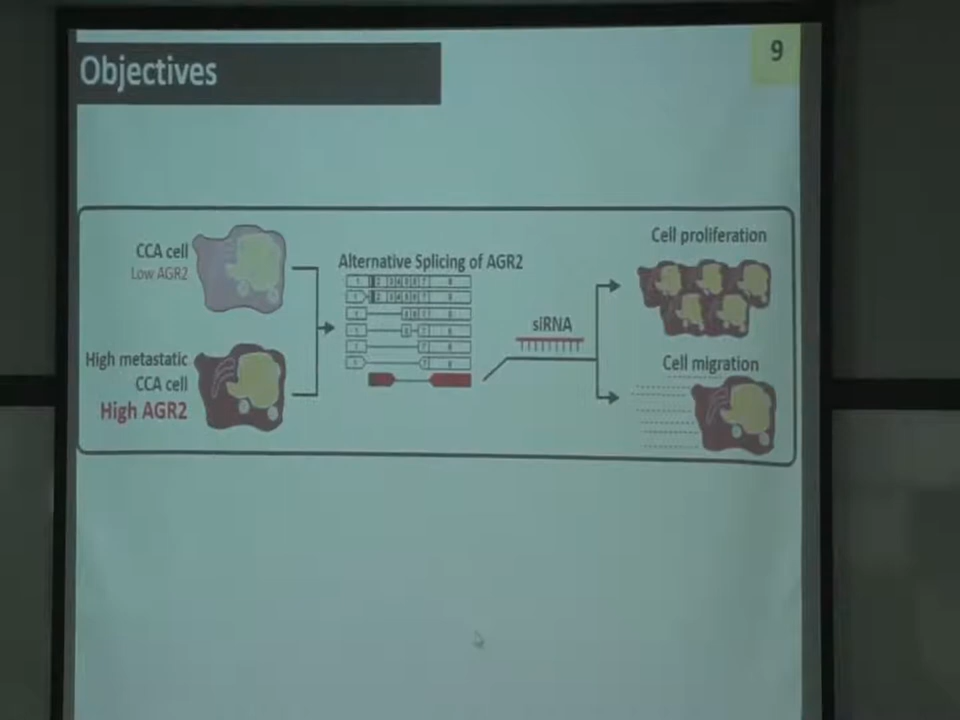 Objectives
9
CCA cell
Low AGR2
High metastatic
CCA cell
High AGR2
Alternative Splicing of AGR2
siRNA
Cell proliferation
Cell migration